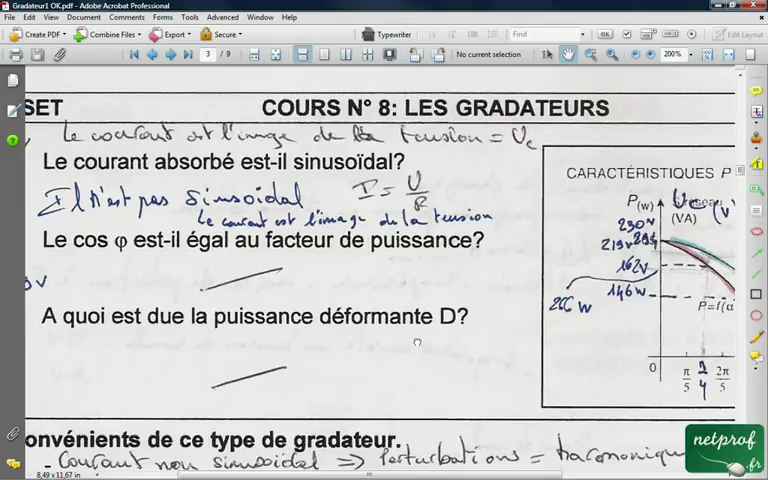 Gradateur1 OK.pdf - Adobe Acrobat Professional
File Edit View Document Comments Forms Tools Advanced Window Help
Create PDF Combine Files Export Secure
3 / 9 Typewriter No current selection Find 200% Edit Layout
SET COURS N° 8: LES GRADATEURS
Le courant est l'image de la tension = Uc
Le courant absorbé est-il sinusoïdal?
Il n'est pas sinusoïdal I = U
R
Le courant est l'image de la tension
Le cos φ est-il égal au facteur de puissance?
A quoi est due la puissance déformante D?
CARACTÉRISTIQUES P
P(w)
(VA)
230V
162V
146W
266 W
P=f(α
0 π 2π
5 5
onvénients de ce type de gradateur.
- Courant non sinusoïdal => Perturbations = harmonique
8,49 x 11,67 in
netprof
.fr